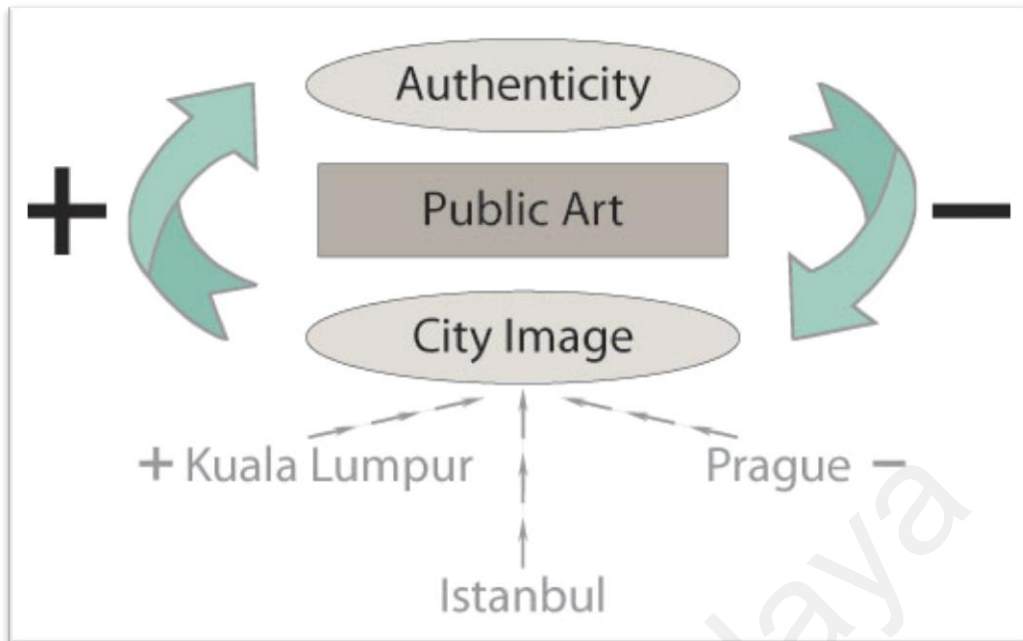 Authenticity
+
Public Art
−
City Image
+ Kuala Lumpur
Prague −
Istanbul